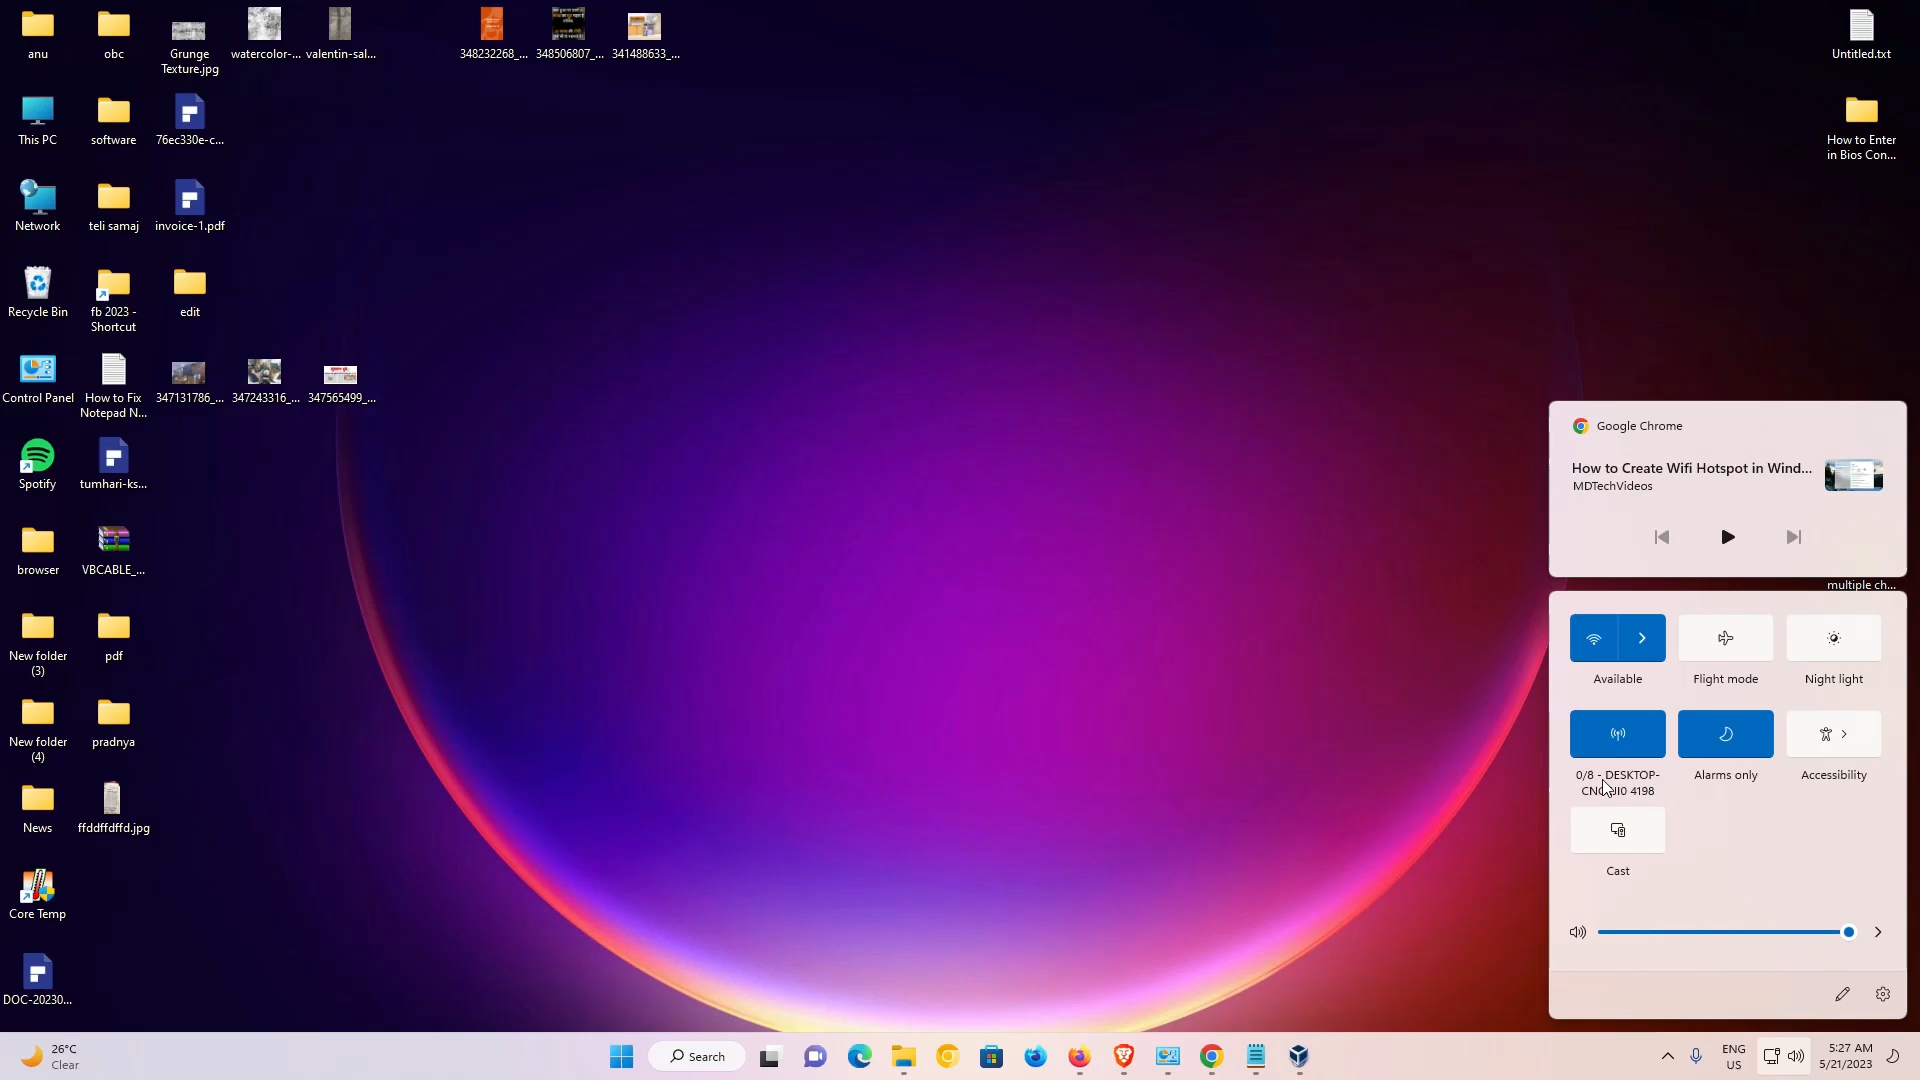 anu
obc
Grunge
Texture.jpg
watercolor-...
valentin-sal...
348232268_...
348506807_...
341488633_...
Untitled.txt
This PC
software
76ec330e-c...
How to Enter
in Bios Con...
Network
teli samaj
invoice-1.pdf
Recycle Bin
fb 2023 -
Shortcut
edit
Control Panel
How to Fix
Notepad N...
347131786_...
347243316_...
347565499_...
Spotify
tumhari-ks...
browser
VBCABLE_...
New folder
(3)
pdf
New folder
(4)
pradnya
News
ffddffdffd.jpg
Core Temp
DOC-20230...
Google Chrome
How to Create Wifi Hotspot in Wind...
MDTechVideos
multiple ch...
Available
Flight mode
Night light
0/8 - DESKTOP-
4198
Alarms only
Accessibility
Cast
26°C
Clear
Search
ENG
US
5:27 AM
5/21/2023